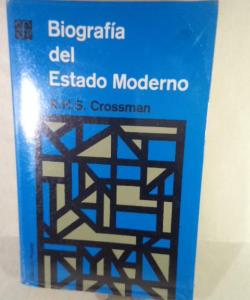 Biografía
del
Estado Moderno
R.H.S. Crossman